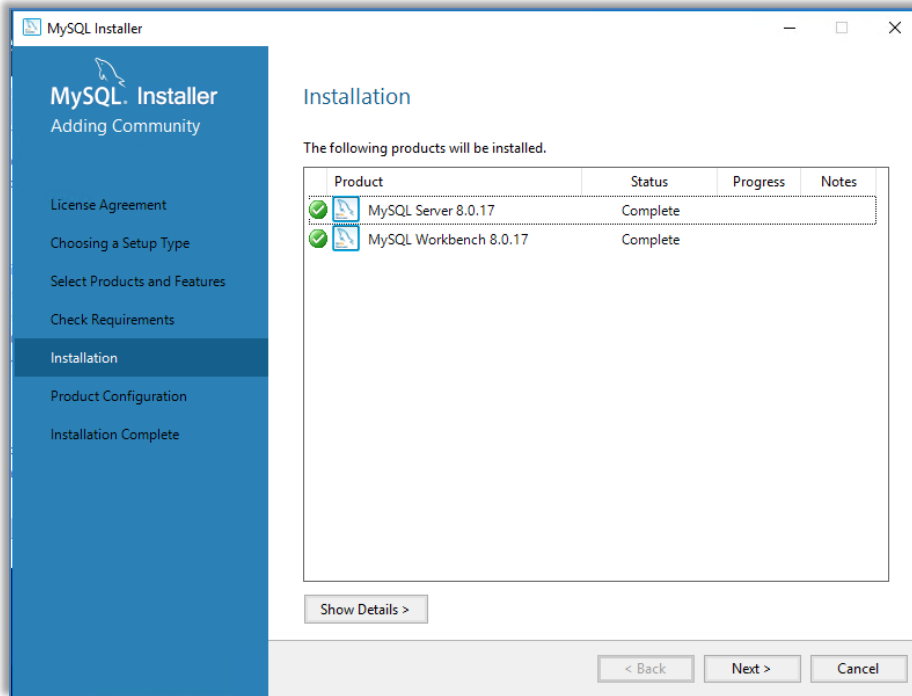 MySQL Installer
MySQL. Installer
Adding Community
License Agreement
Choosing a Setup Type
Select Products and Features
Check Requirements
Installation
Product Configuration
Installation Complete
Installation
The following products will be installed.
Product Status Progress Notes
MySQL Server 8.0.17 Complete
MySQL Workbench 8.0.17 Complete
Show Details >
< Back Next > Cancel